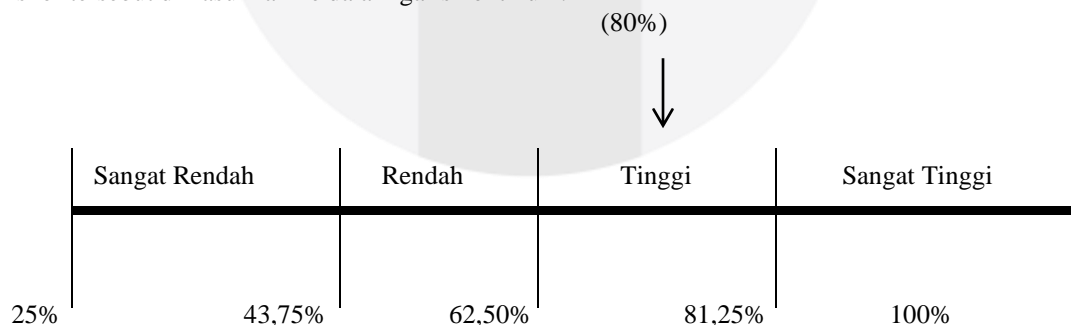 (80%)
Sangat Rendah Rendah Tinggi Sangat Tinggi
25% 43,75% 62,50% 81,25% 100%